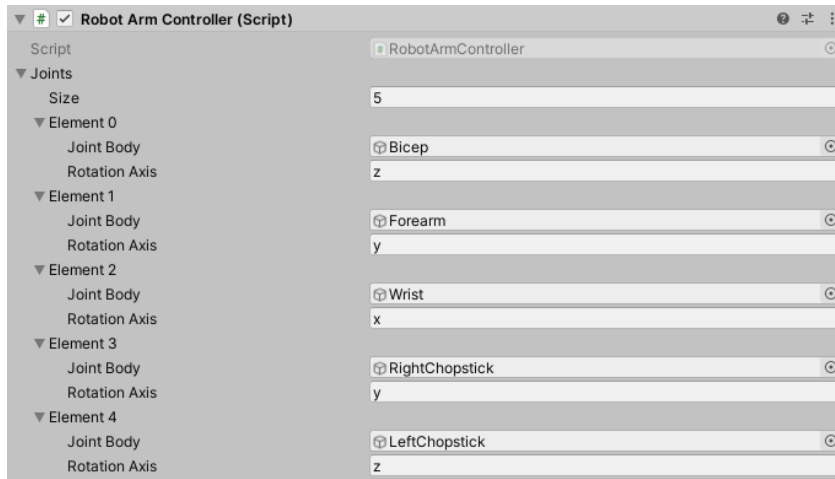 Robot Arm Controller (Script)
Script RobotArmController
Joints
Size 5
Element 0
Joint Body Bicep
Rotation Axis z
Element 1
Joint Body Forearm
Rotation Axis y
Element 2
Joint Body Wrist
Rotation Axis x
Element 3
Joint Body RightChopstick
Rotation Axis y
Element 4
Joint Body LeftChopstick
Rotation Axis z